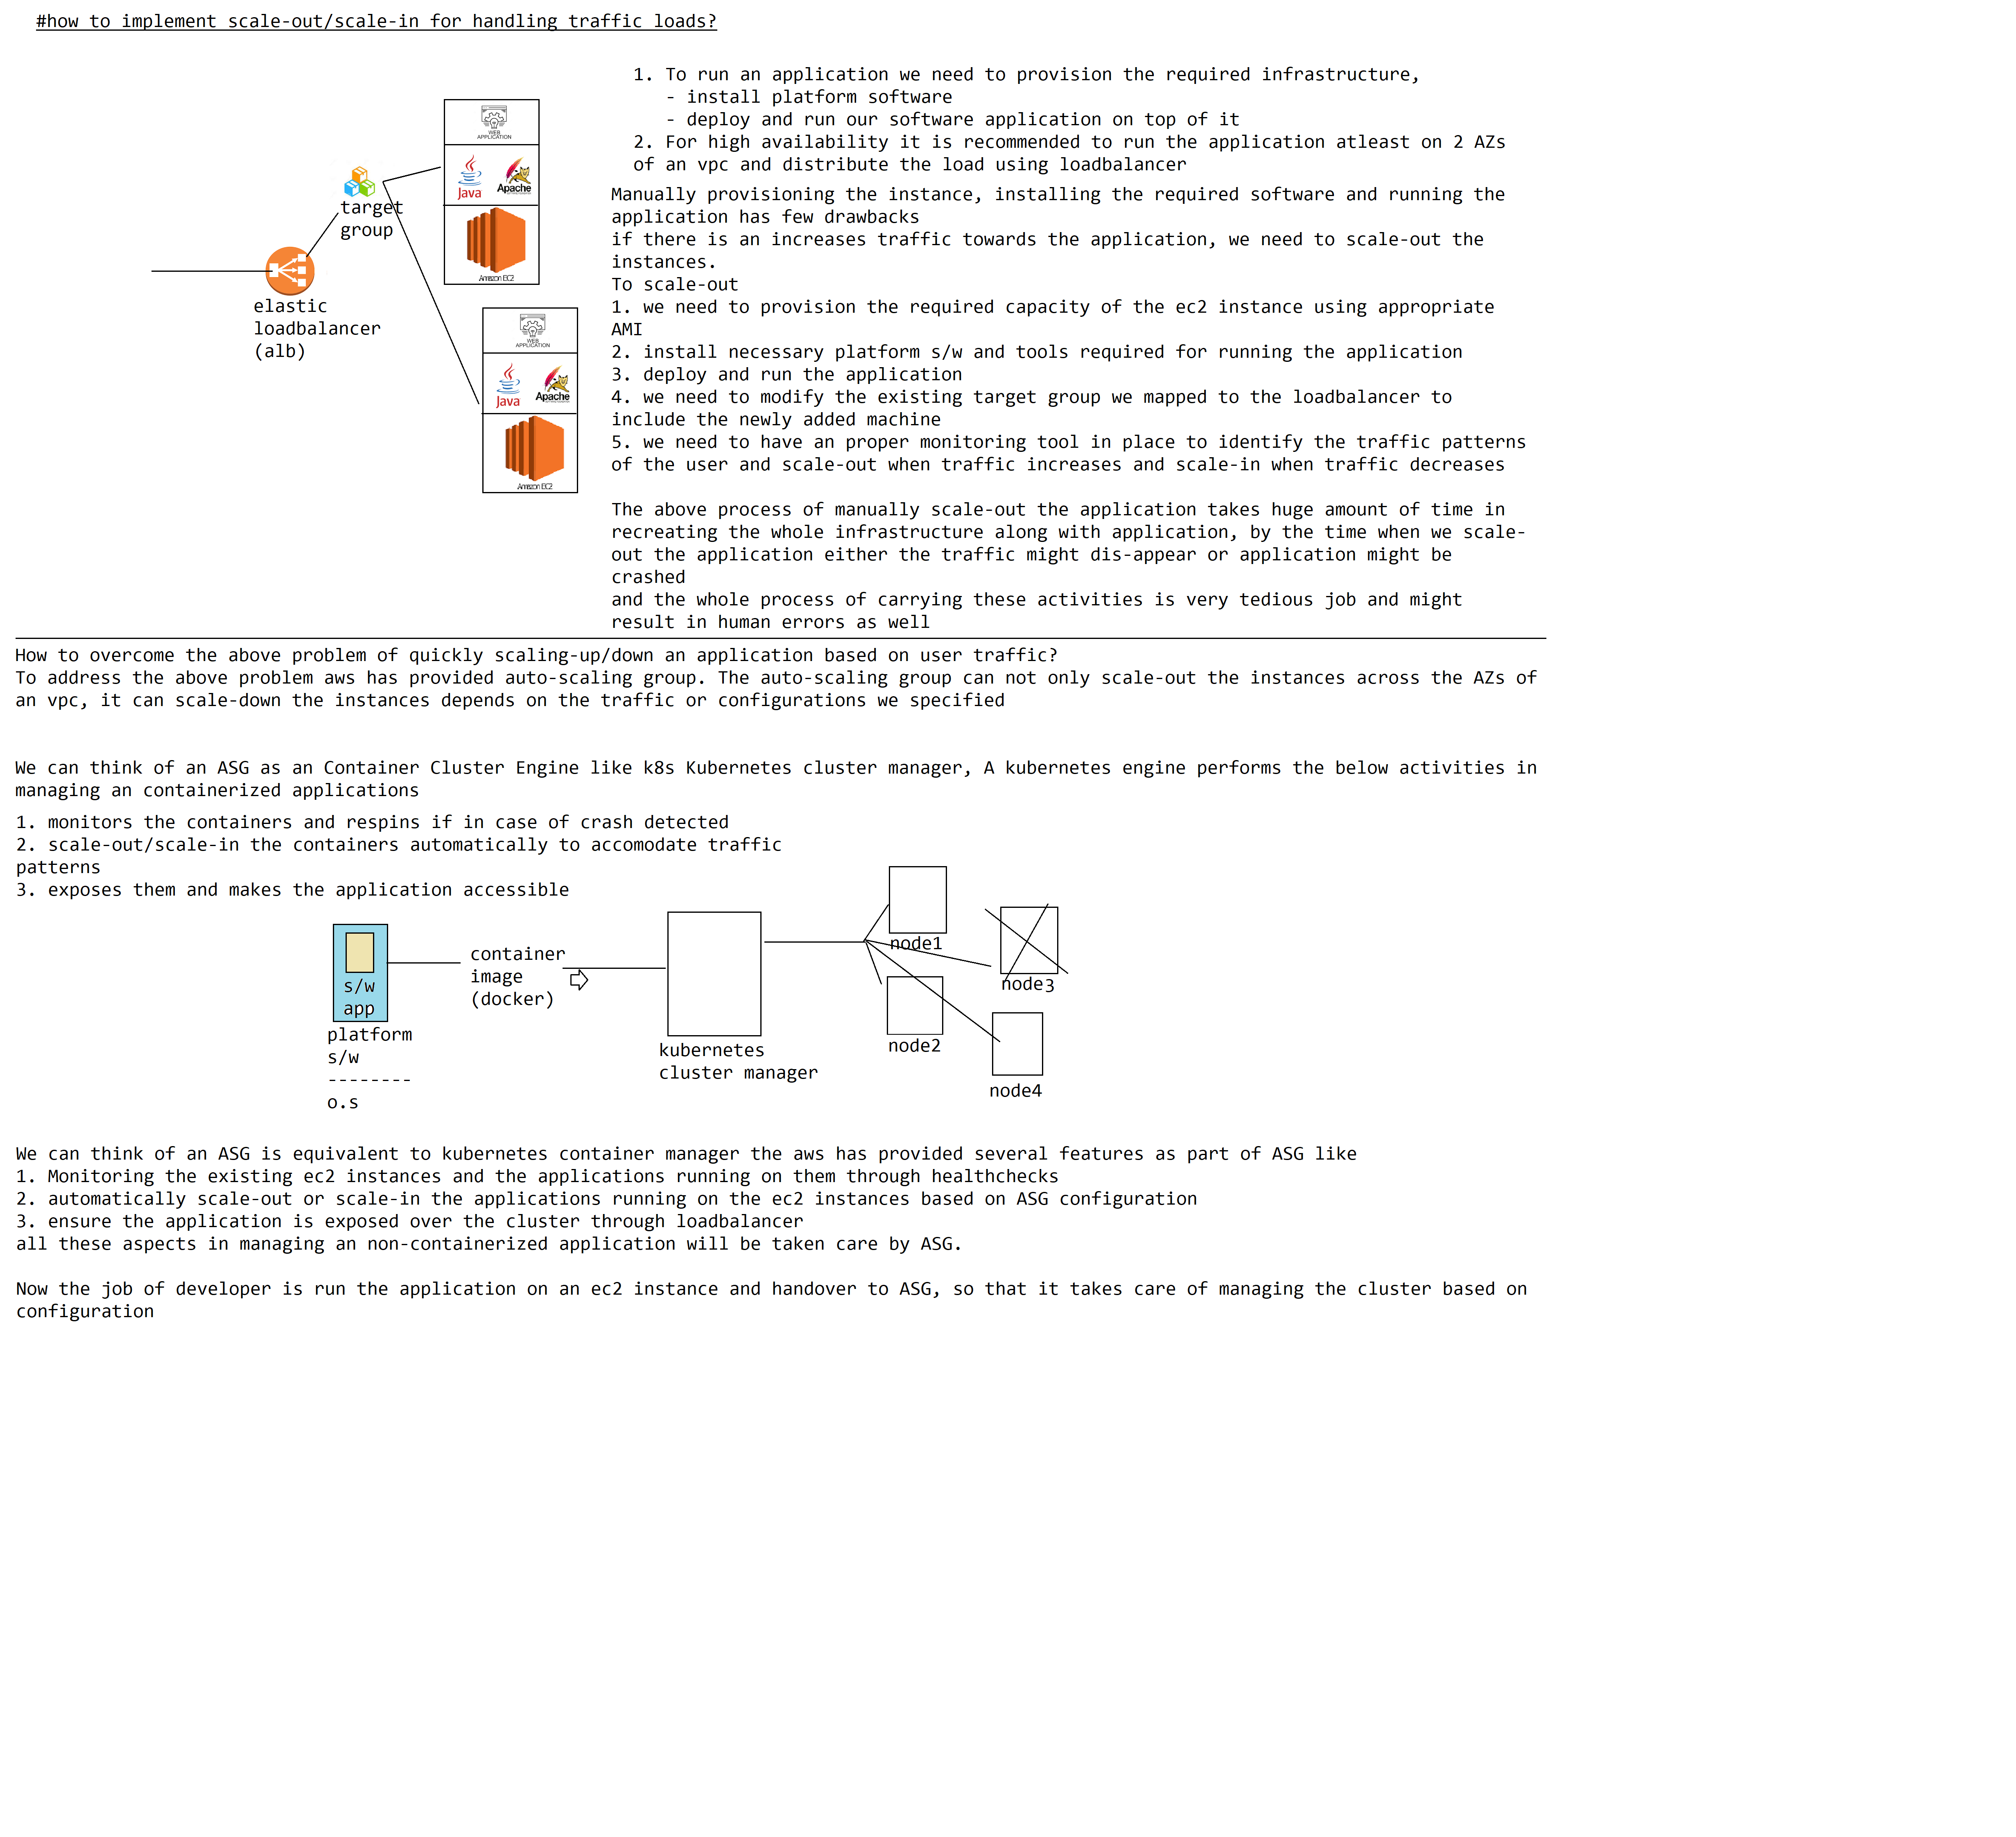 #how to implement scale-out/scale-in for handling traffic loads?
1. To run an application we need to provision the required infrastructure,
- install platform software
- deploy and run our software application on top of it
2. For high availability it is recommended to run the application atleast on 2 AZs
of an vpc and distribute the load using loadbalancer
WEB
APPLICATION
Java
Apache
Amazon EC2
target
group
elastic
loadbalancer
(alb)
WEB
APPLICATION
Java
Apache
Amazon EC2
Manually provisioning the instance, installing the required software and running the
application has few drawbacks
if there is an increases traffic towards the application, we need to scale-out the
instances.
To scale-out
1. we need to provision the required capacity of the ec2 instance using appropriate
AMI
2. install necessary platform s/w and tools required for running the application
3. deploy and run the application
4. we need to modify the existing target group we mapped to the loadbalancer to
include the newly added machine
5. we need to have an proper monitoring tool in place to identify the traffic patterns
of the user and scale-out when traffic increases and scale-in when traffic decreases
The above process of manually scale-out the application takes huge amount of time in
recreating the whole infrastructure along with application, by the time when we scale-
out the application either the traffic might dis-appear or application might be
crashed
and the whole process of carrying these activities is very tedious job and might
result in human errors as well
How to overcome the above problem of quickly scaling-up/down an application based on user traffic?
To address the above problem aws has provided auto-scaling group. The auto-scaling group can not only scale-out the instances across the AZs of
an vpc, it can scale-down the instances depends on the traffic or configurations we specified
We can think of an ASG as an Container Cluster Engine like k8s Kubernetes cluster manager, A kubernetes engine performs the below activities in
managing an containerized applications
1. monitors the containers and respins if in case of crash detected
2. scale-out/scale-in the containers automatically to accomodate traffic
patterns
3. exposes them and makes the application accessible
s/w
app
platform
s/w
--------
o.s
container
image
(docker)
kubernetes
cluster manager
node1
node2
node3
node4
We can think of an ASG is equivalent to kubernetes container manager the aws has provided several features as part of ASG like
1. Monitoring the existing ec2 instances and the applications running on them through healthchecks
2. automatically scale-out or scale-in the applications running on the ec2 instances based on ASG configuration
3. ensure the application is exposed over the cluster through loadbalancer
all these aspects in managing an non-containerized application will be taken care by ASG.
Now the job of developer is run the application on an ec2 instance and handover to ASG, so that it takes care of managing the cluster based on
configuration